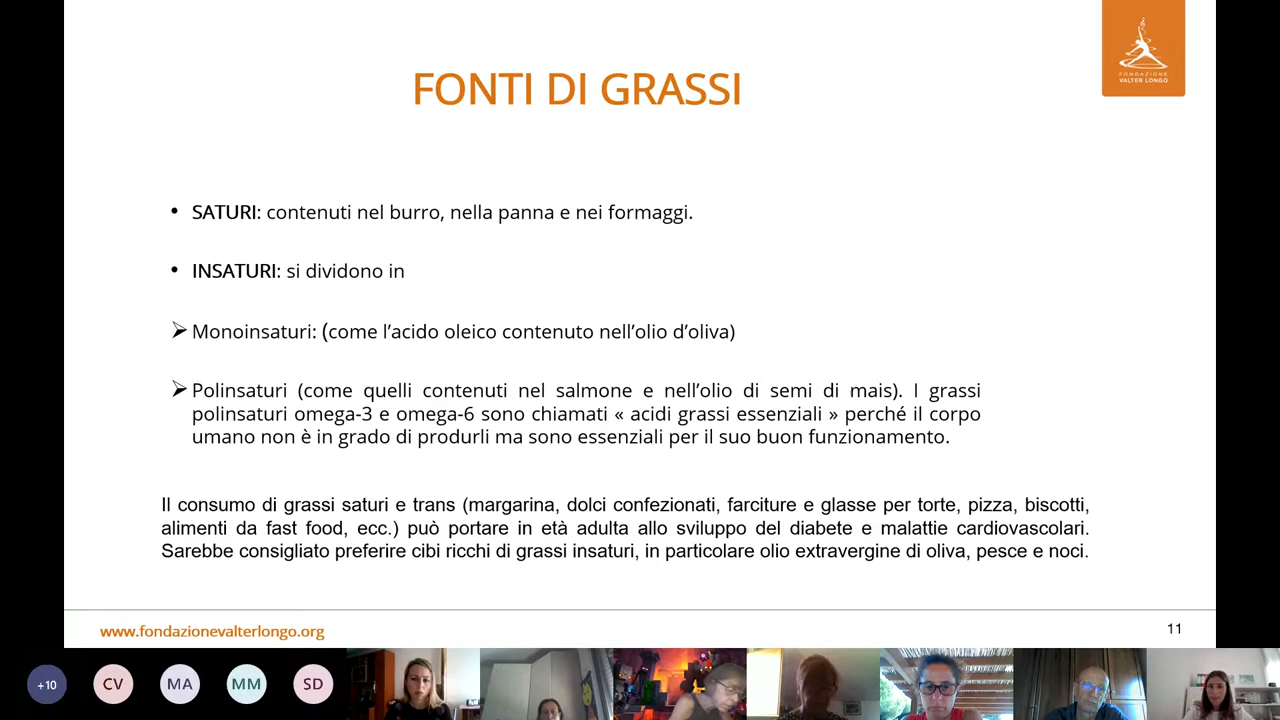 FONDAZIONE
VALTER LONGO
FONTI DI GRASSI
• SATURI: contenuti nel burro, nella panna e nei formaggi.
• INSATURI: si dividono in
➢ Monoinsaturi: (come l’acido oleico contenuto nell’olio d’oliva)
➢ Polinsaturi (come quelli contenuti nel salmone e nell’olio di semi di mais). I grassi
polinsaturi omega-3 e omega-6 sono chiamati « acidi grassi essenziali » perché il corpo
umano non è in grado di produrli ma sono essenziali per il suo buon funzionamento.
Il consumo di grassi saturi e trans (margarina, dolci confezionati, farciture e glasse per torte, pizza, biscotti,
alimenti da fast food, ecc.) può portare in età adulta allo sviluppo del diabete e malattie cardiovascolari.
Sarebbe consigliato preferire cibi ricchi di grassi insaturi, in particolare olio extravergine di oliva, pesce e noci.
www.fondazionevalterlongo.org
11
+10
CV
MA
MM
SD